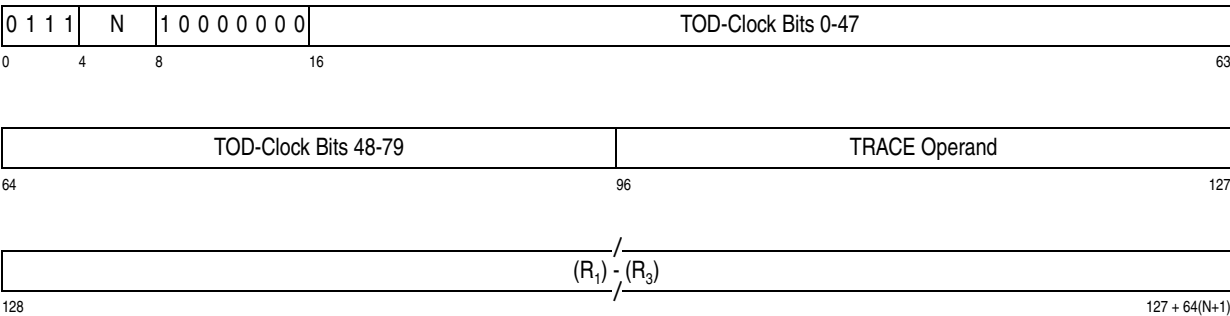 0 1 1 1 N 1 0 0 0 0 0 0 0 TOD-Clock Bits 0-47
0 4 8 16 63
TOD-Clock Bits 48-79 TRACE Operand
64 96 127
(R1) - (R3)
128 127 + 64(N+1)